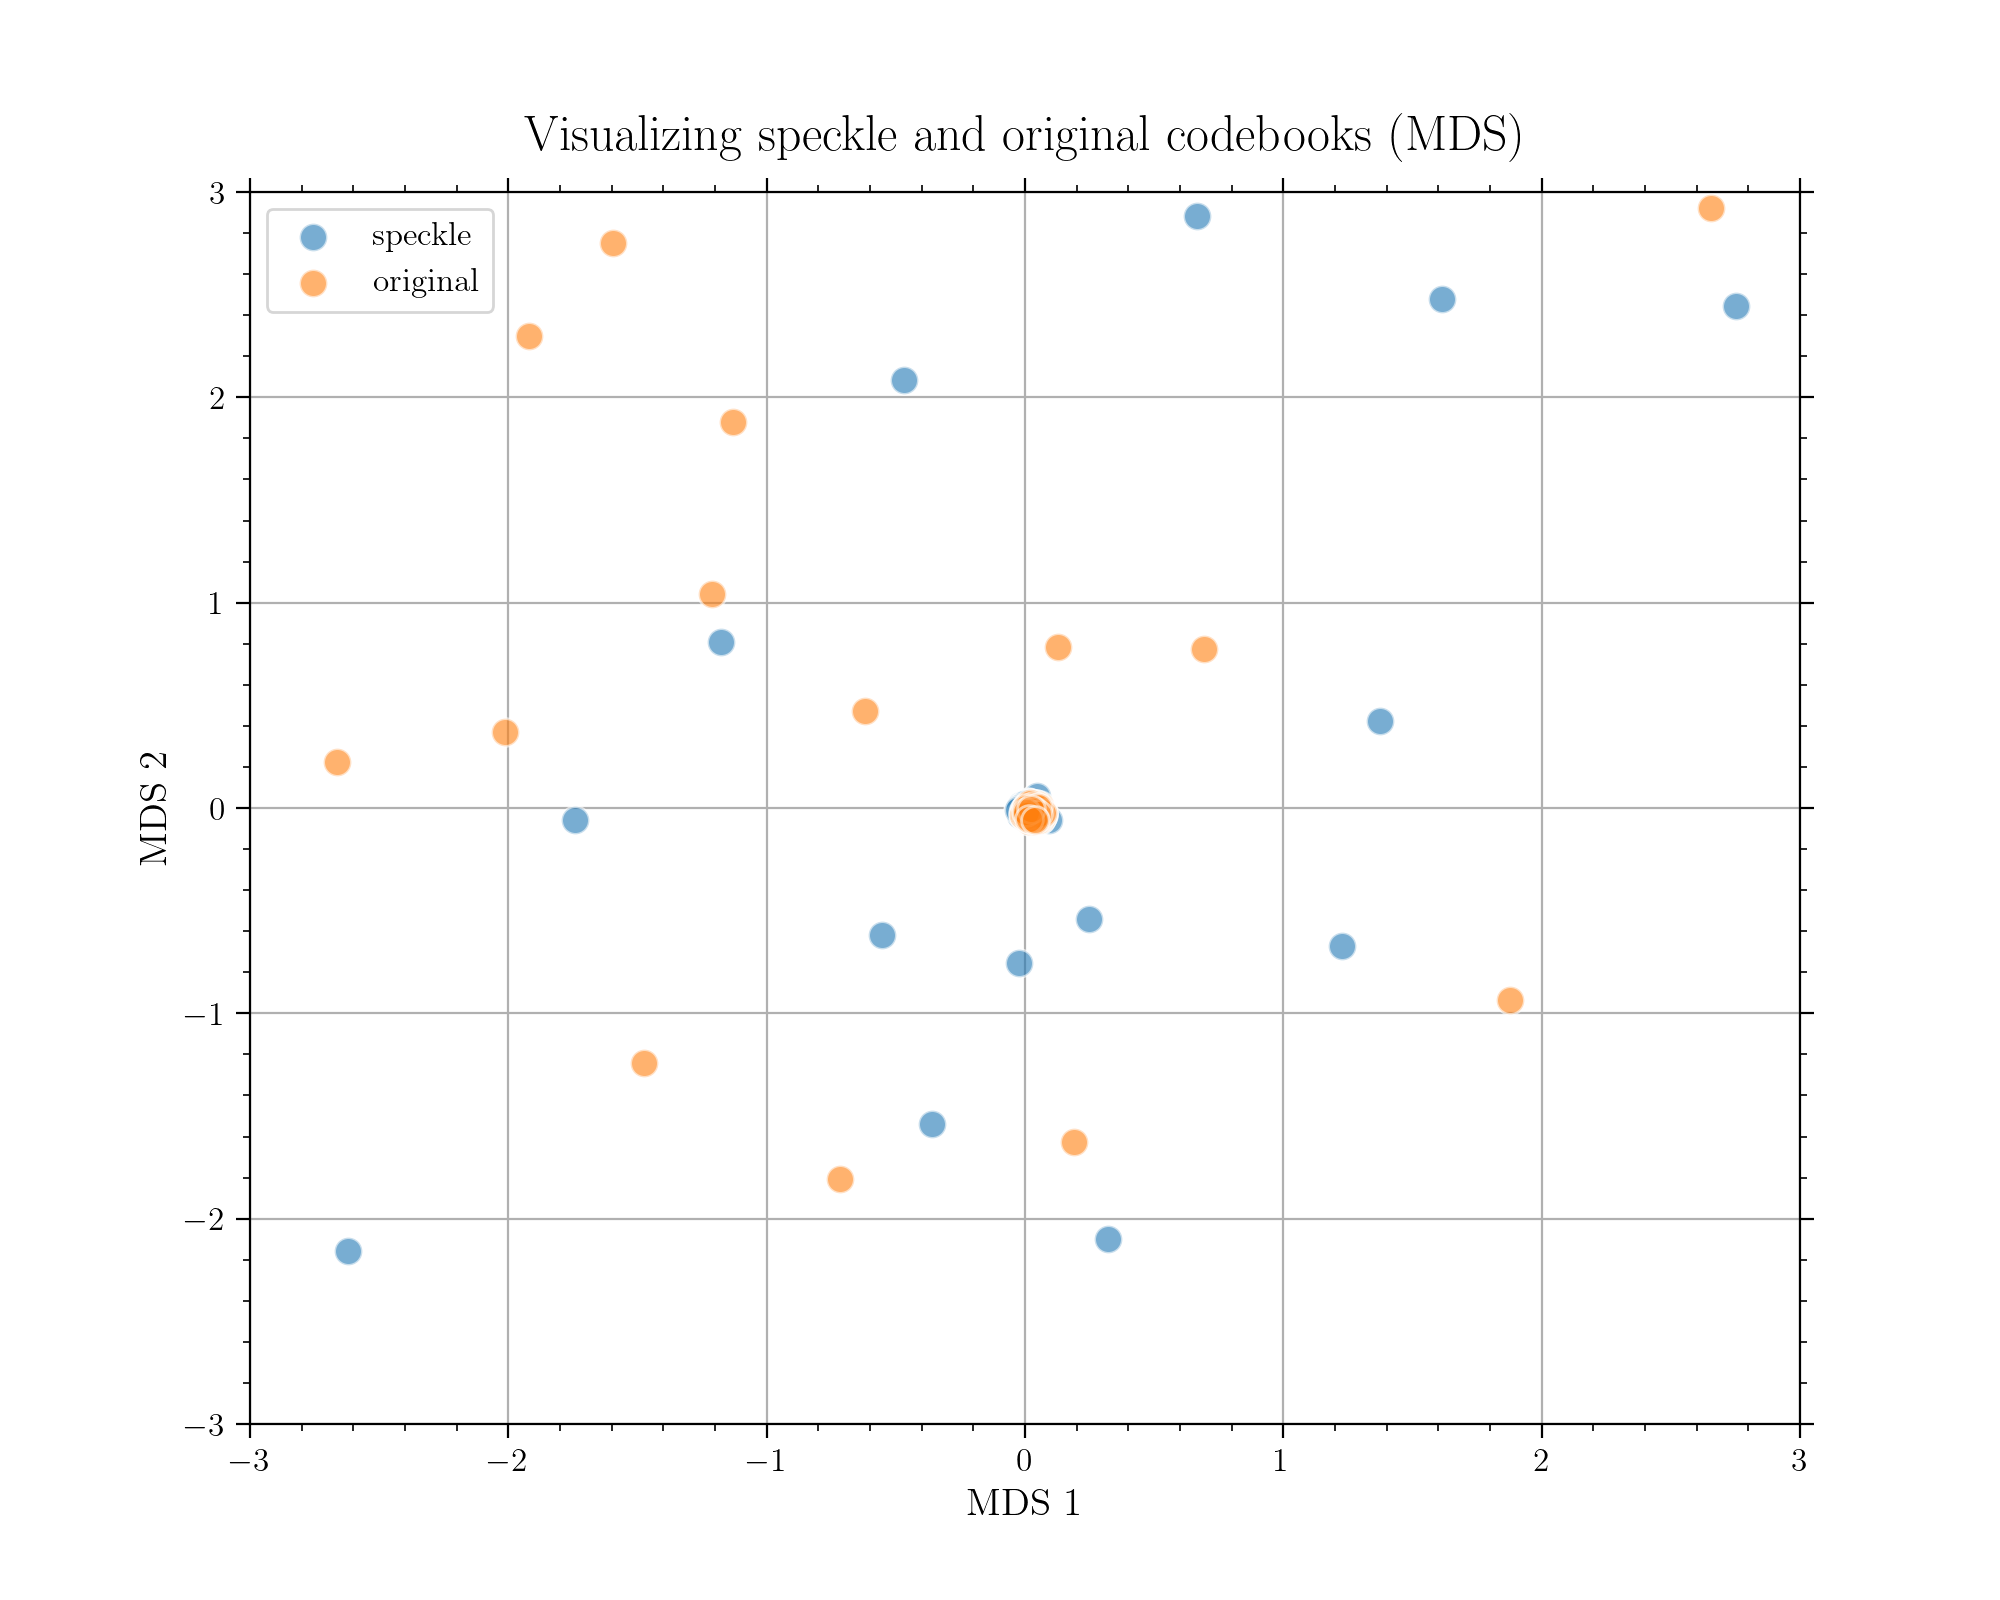 Visualizing speckle and original codebooks (MDS)
speckle
original
3
2
1
0
−1
−2
−3
MDS 2
−3
−2
−1
0
1
2
3
MDS 1